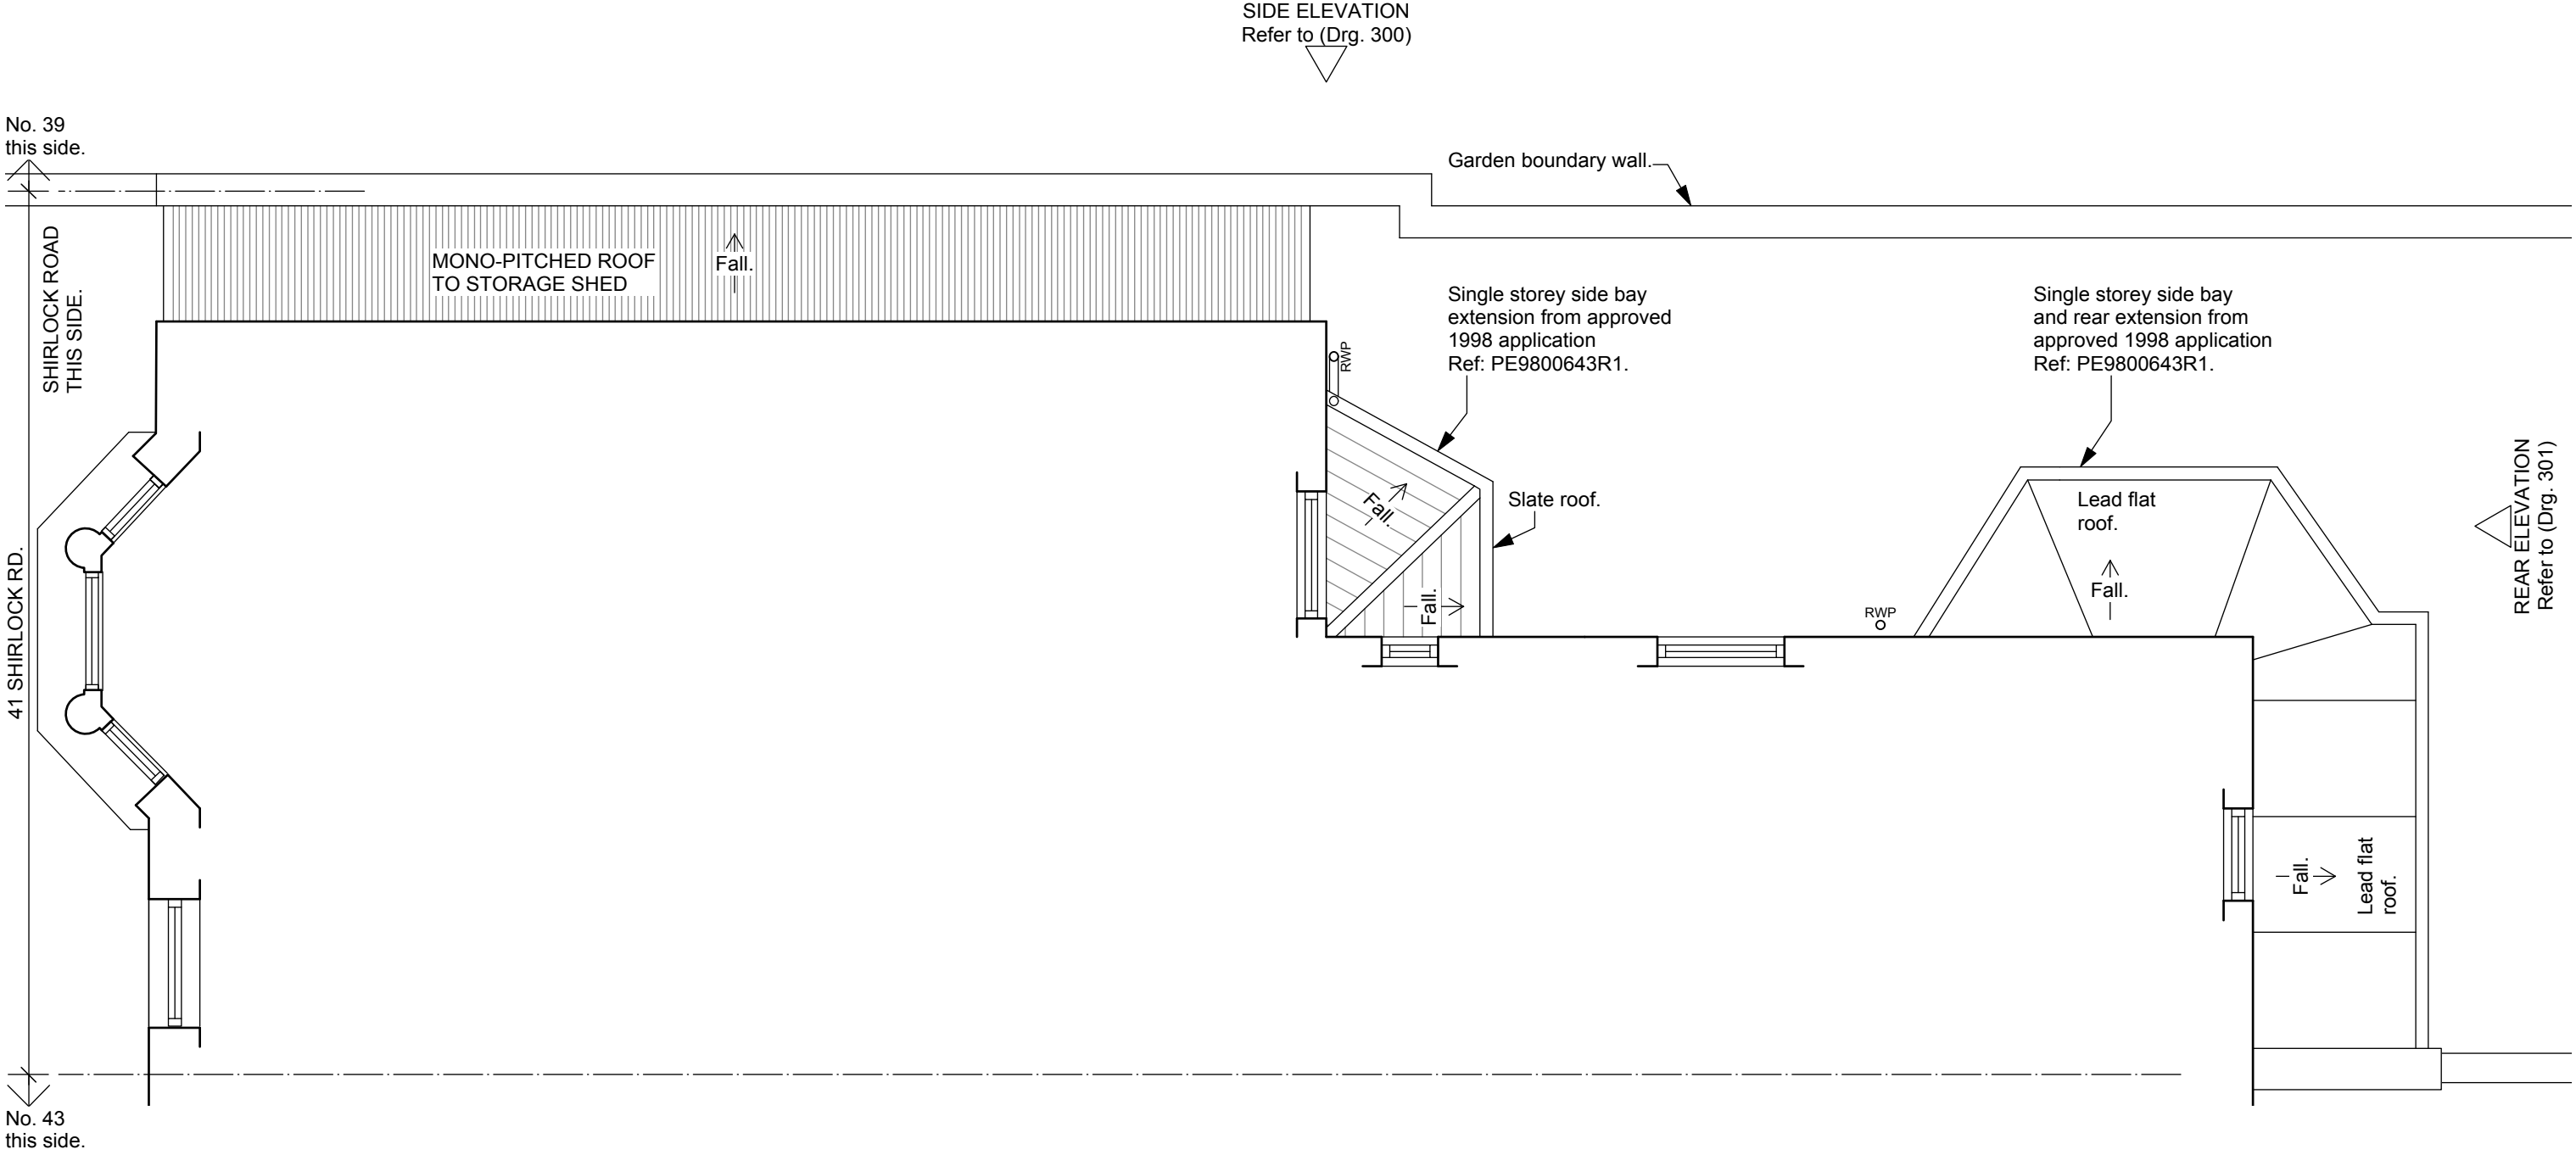 SIDE ELEVATION
Refer to (Drg. 300)
No. 39
this side.
Garden boundary wall.
SHIRLOCK ROAD
THIS SIDE.
MONO-PITCHED ROOF
TO STORAGE SHED
Fall.
Single storey side bay
extension from approved
1998 application
Ref: PE9800643R1.
Single storey side bay
and rear extension from
approved 1998 application
Ref: PE9800643R1.
RWP
Fall.
Slate roof.
Fall.
RWP
Lead flat
roof.
Fall.
REAR ELEVATION
Refer to (Drg. 301)
41 SHIRLOCK RD.
Fall.
Lead flat
roof.
No. 43
this side.